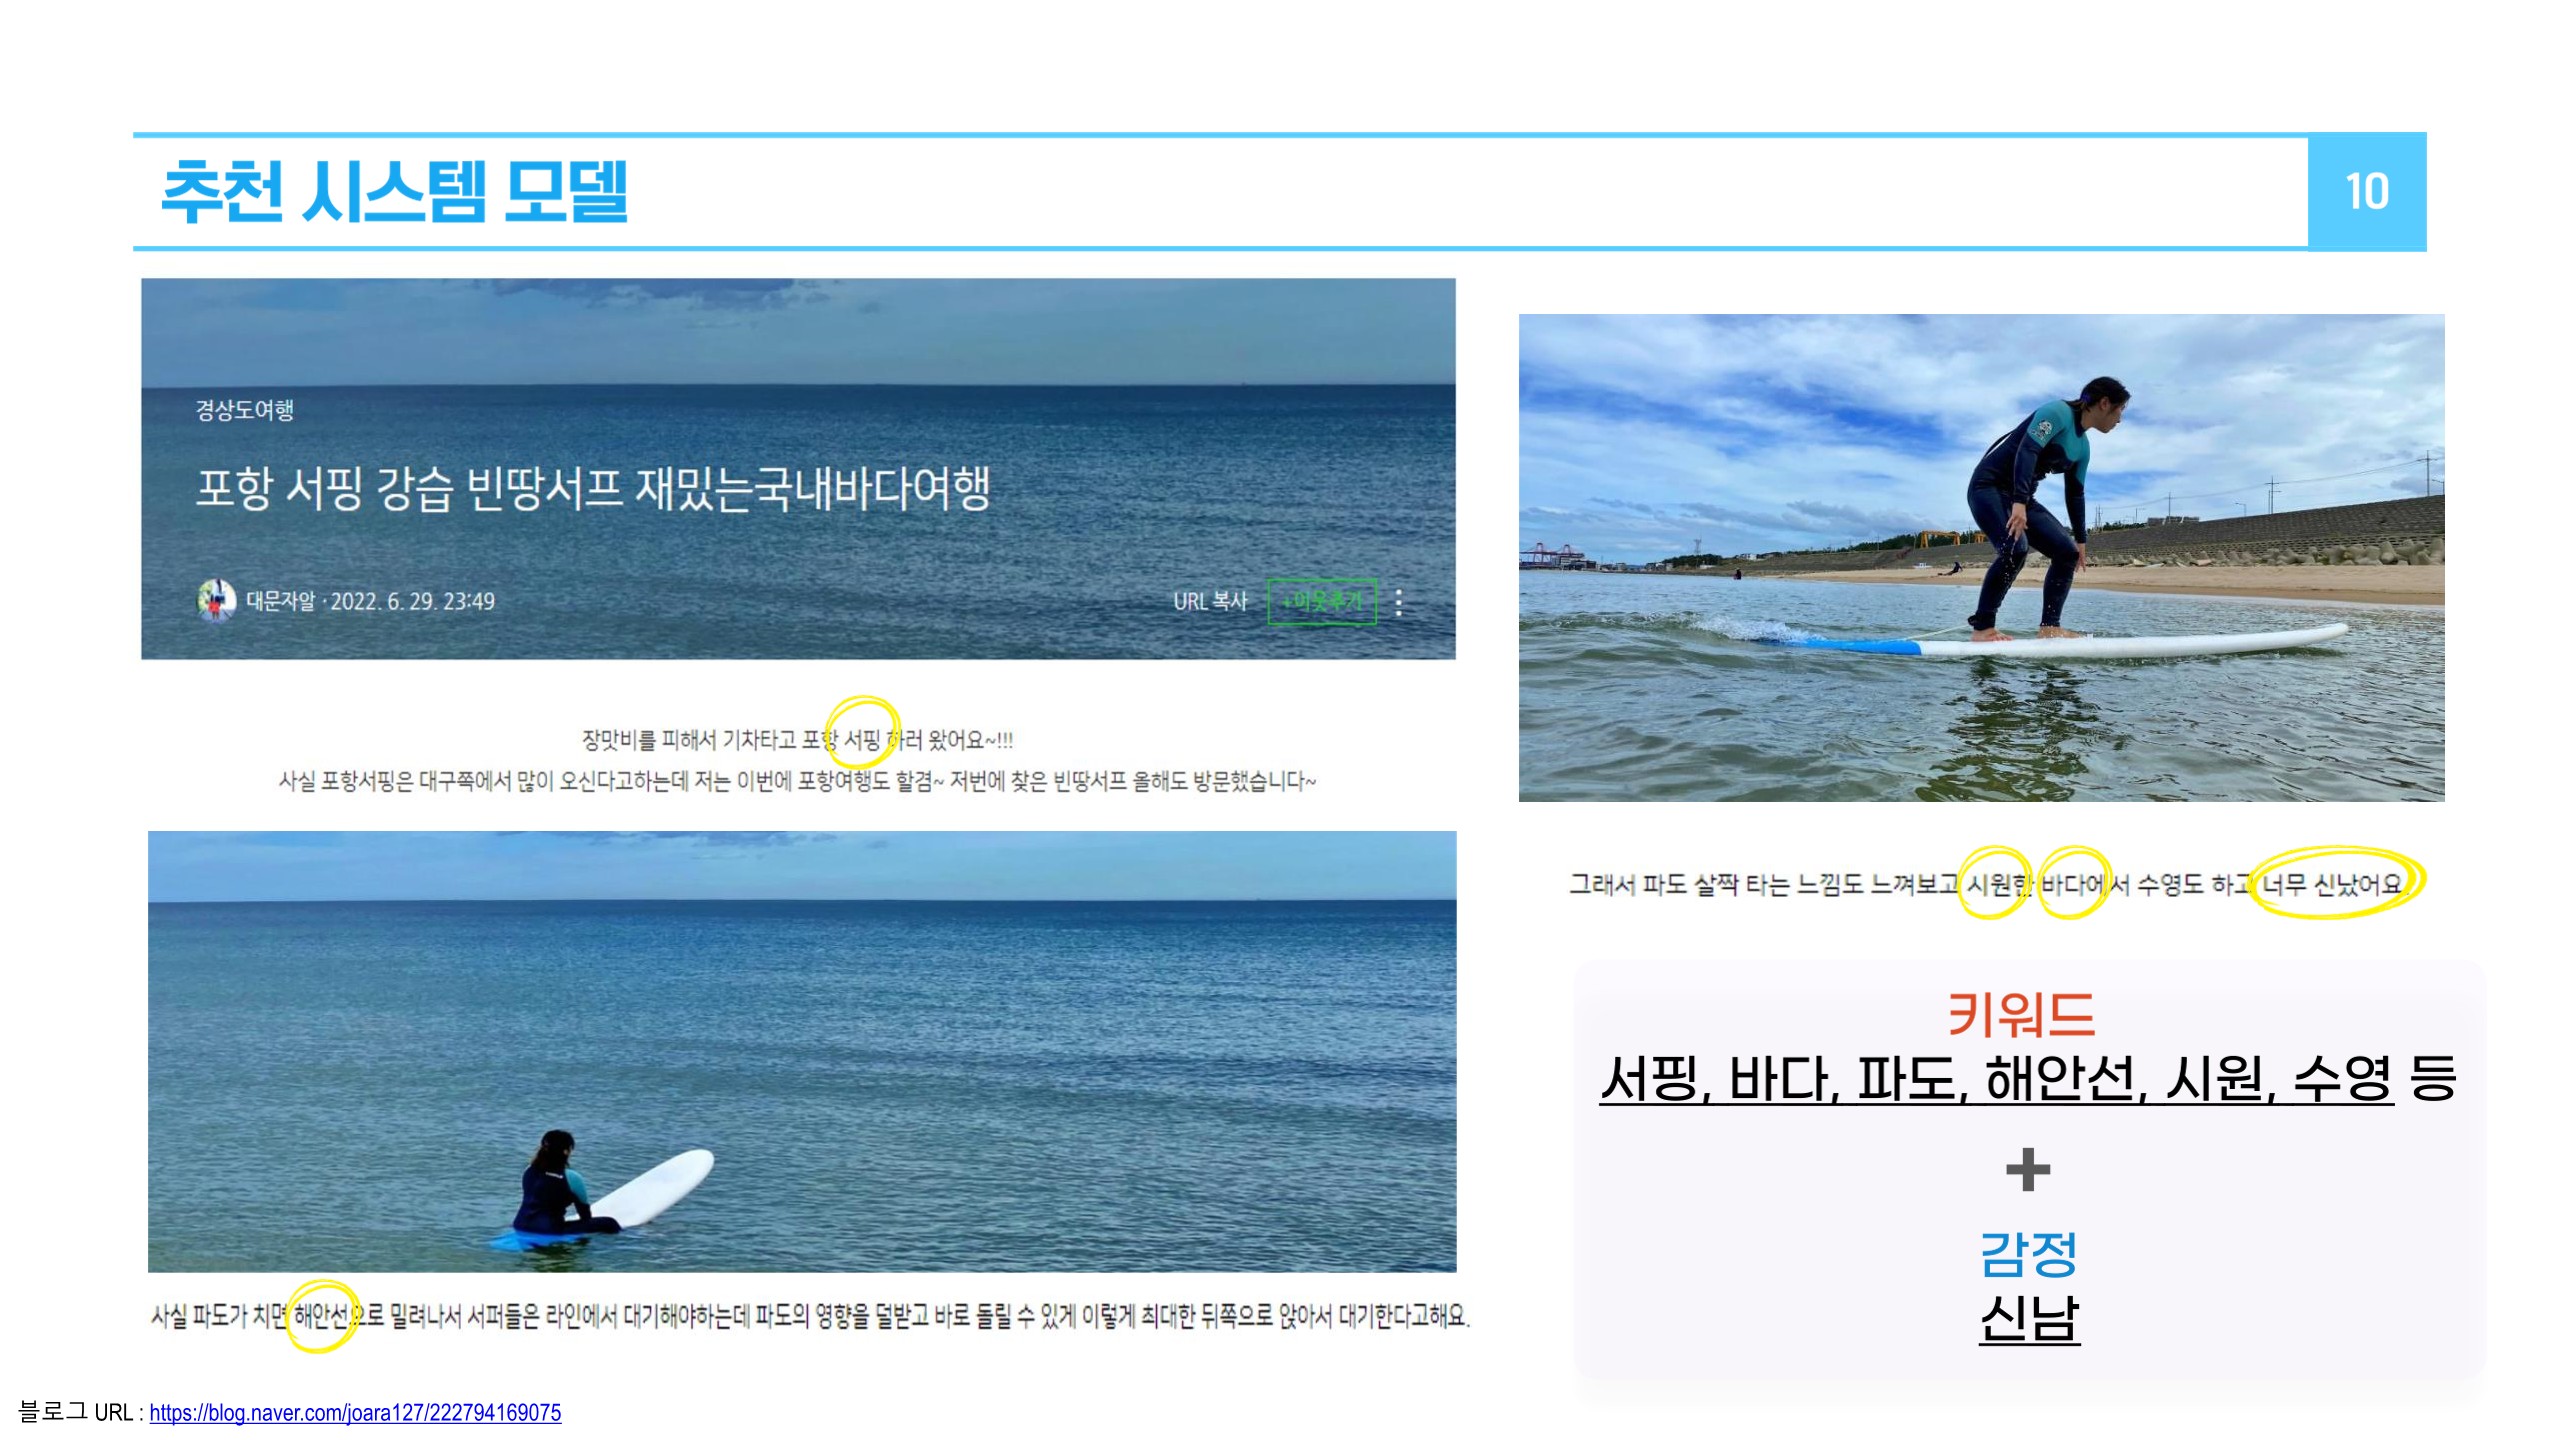 추천 시스템 모델
10
경상도여행
포항 서핑 강습 빈땅서프 재밌는국내바다여행
대문자알 · 2022. 6. 29. 23:49
URL 복사
+이웃추가
장맛비를 피해서 기차타고 포항 서핑 하러 왔어요~!!!
사실 포항서핑은 대구쪽에서 많이 오신다고하는데 저는 이번에 포항여행도 할겸~ 저번에 찾은 빈땅서프 올해도 방문했습니다~
사실 파도가 치면 해안선으로 밀려나서 서퍼들은 라인에서 대기해야하는데 파도의 영향을 덜받고 바로 돌릴 수 있게 이렇게 최대한 뒤쪽으로 앉아서 대기한다고해요.
그래서 파도 살짝 타는 느낌도 느껴보고 시원한 바다에서 수영도 하고 너무 신났어요
키워드
서핑, 바다, 파도, 해안선, 시원, 수영 등
+
감정
신남
블로그 URL : https://blog.naver.com/joara127/222794169075